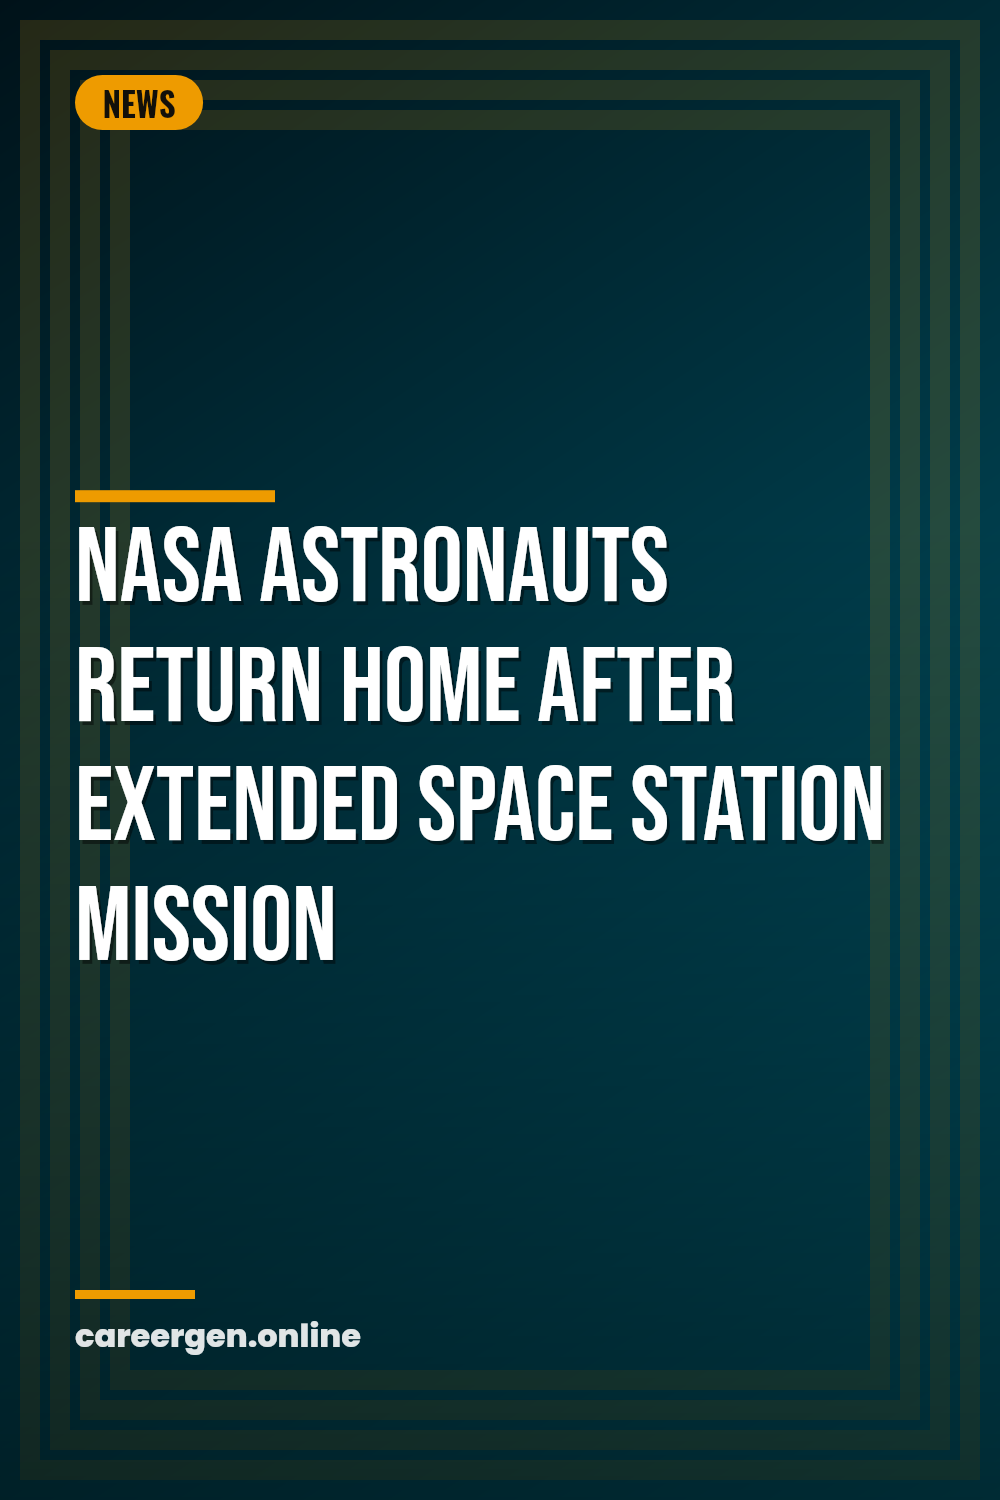 NEWS
NASA ASTRONAUTS
RETURN HOME AFTER
EXTENDED SPACE STATION
MISSION
careergen.online